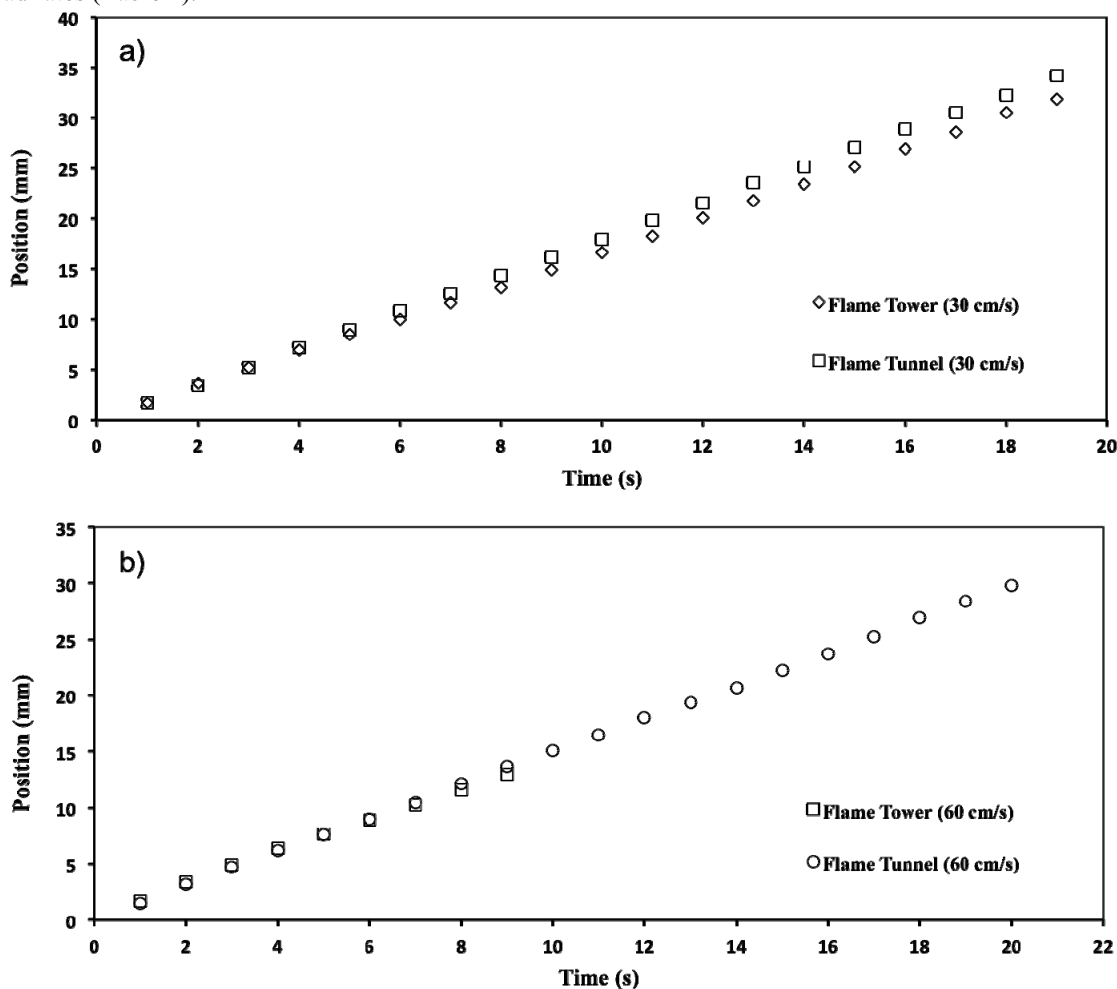 a)
40
35
30
25
20
15
10
5
0
Position (mm)
Flame Tower (30 cm/s)
Flame Tunnel (30 cm/s)
0 2 4 6 8 10 12 14 16 18 20
Time (s)
b)
35
30
25
20
15
10
5
0
Position (mm)
Flame Tower (60 cm/s)
Flame Tunnel (60 cm/s)
0 2 4 6 8 10 12 14 16 18 20 22
Time (s)